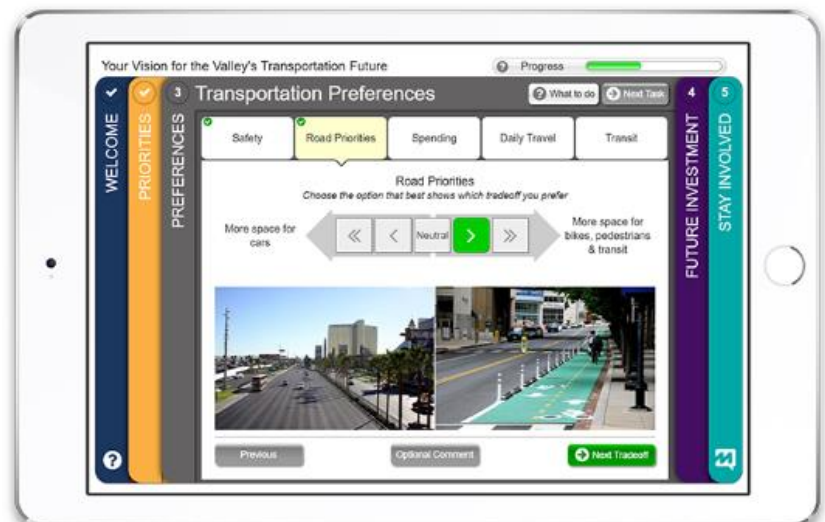 Your Vision for the Valley's Transportation Future
Progress
WELCOME
PRIORITIES
3
PREFERENCES
Transportation Preferences
What to do
Next Task
Safety
Road Priorities
Spending
Daily Travel
Transit
Road Priorities
Choose the option that best shows which tradeoff you prefer
More space for
cars
Neutral
More space for
bikes, pedestrians
& transit
Previous
Optional Comment
Next Tradeoff
4
FUTURE INVESTMENT
5
STAY INVOLVED